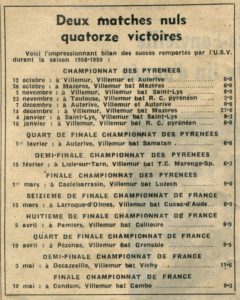 Deux matches nuls
quatorze victoires
Voici l'impressionnant bilan des succès remportés par l'U.S.V.
durant la saison 1958-1959 :
CHAMPIONNAT DES PYRENEES
12 octobre : à Villemur, Villemur et Auterive 6-6
26 octobre : à Mazères, Villemur bat Mazères
2 novembre : à Villemur, Villemur bat Saint-Lys
23 novembre : à Toulouse, Villemur bat R. C. pyrénéen
7 décembre : à Auterive, Villemur bat Auterive
14 décembre : à Villemur, Villemur bat Mazères
4 janvier : à Saint-Lys, Villemur bat Saint-Lys
18 janvier : à Villemur, Villemur bat R. C. pyrénéen
QUART DE FINALE CHAMPIONNAT DES PYRENEES
1er février : à Auterive, Villemur bat Samatan
DEMI-FINALE CHAMPIONNAT DES PYRENEES
15 février : à Lisle-sur-Tarn, Villemur bat T.C. Marengo-Sp.
FINALE CHAMPIONNAT DES PYRENEES
1er mars : à Castelsarrasin, Villemur bat Luzech
SEIZIEME DE FINALE CHAMPIONNAT DE FRANCE
15 mars : à Larroque-d'Olmes, Villemur bat Cuxac-d'Aude
HUITIEME DE FINALE CHAMPIONNAT DE FRANCE
5 avril : à Pamiers, Villemur bat Collioure
QUART DE FINALE CHAMPIONNAT DE FRANCE
19 avril : à Pézenas, Villemur bat Grenoble
DEMI-FINALE CHAMPIONNAT DE FRANCE
3 mai : à Decazeville, Villemur bat Vichy
FINALE CHAMPIONNAT DE FRANCE
10 mai : à Condom, Villemur bat Cambo